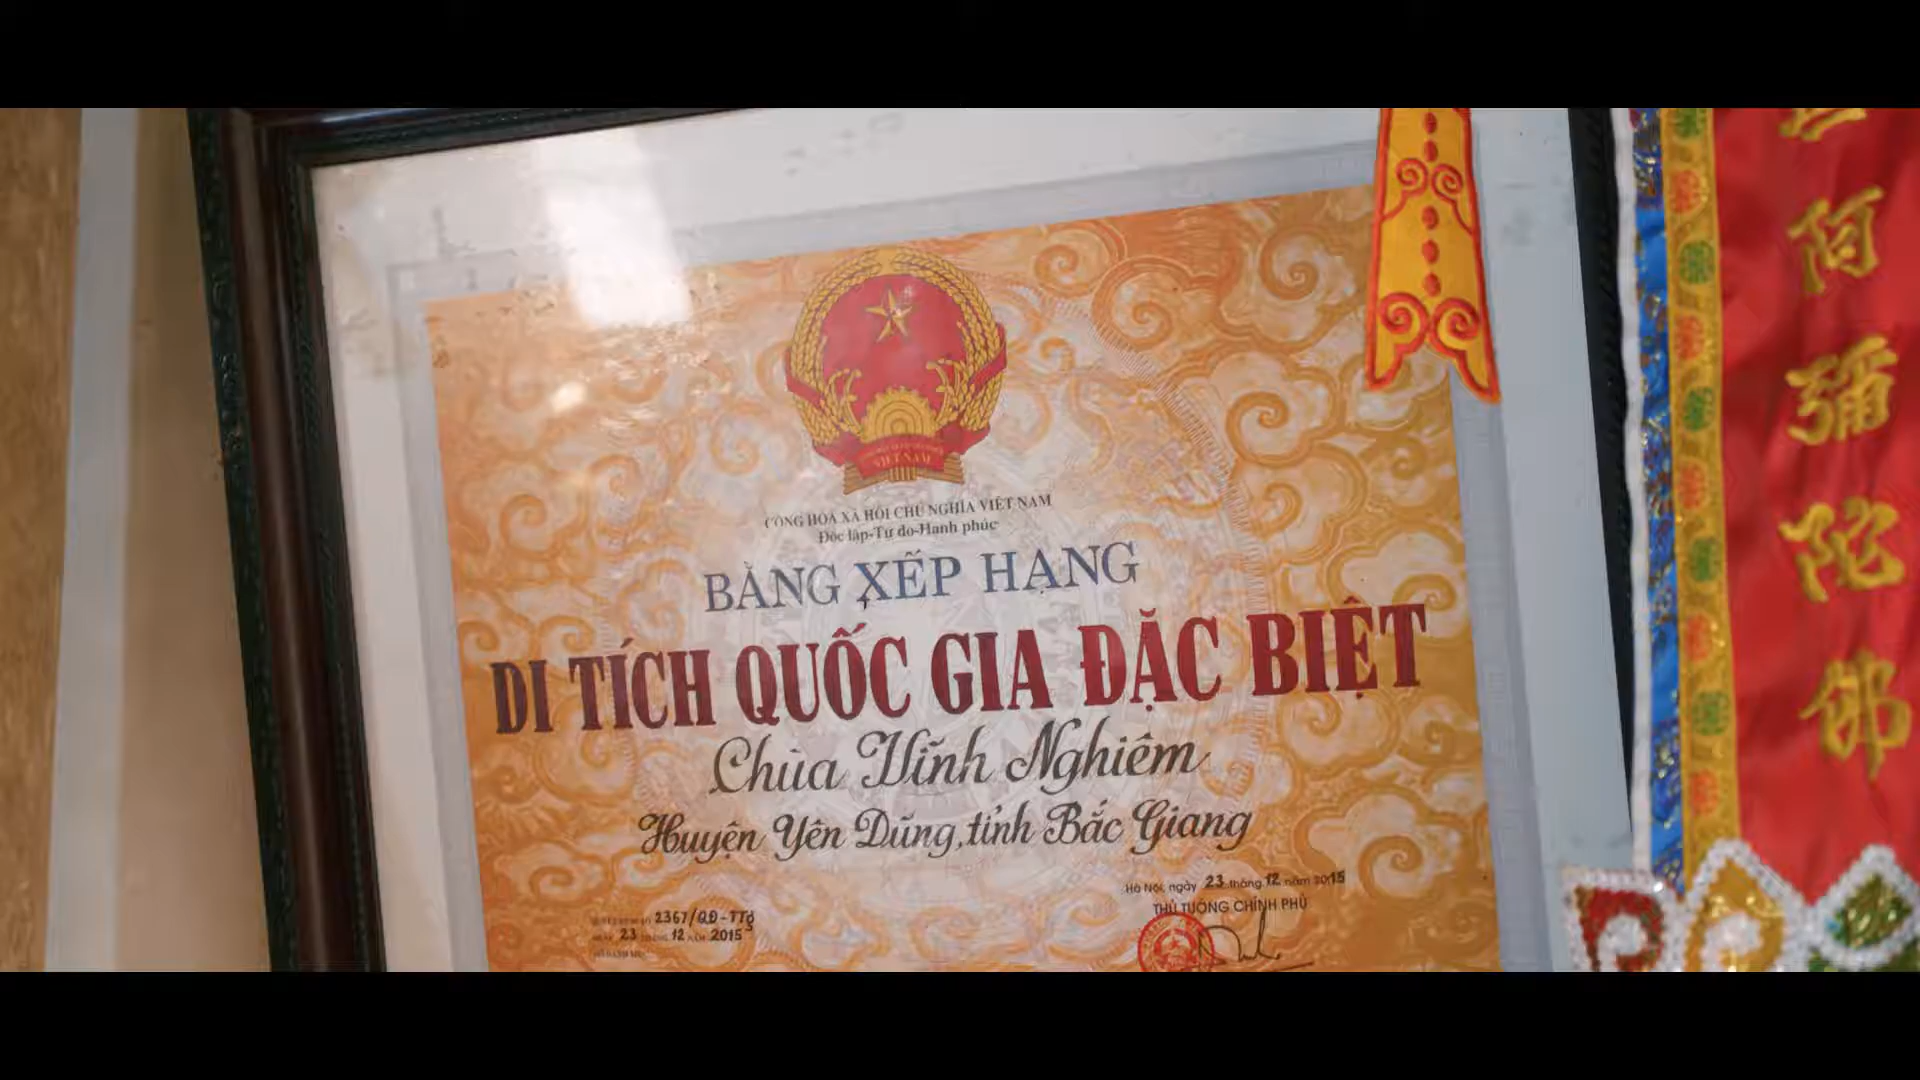 VIỆT NAM
CỘNG HÒA XÃ HỘI CHỦ NGHĨA VIỆT NAM
Độc lập-Tự do-Hạnh phúc
BẰNG XẾP HẠNG
DI TÍCH QUỐC GIA ĐẶC BIỆT
Chùa Vĩnh Nghiêm
Huyện Yên Dũng, tỉnh Bắc Giang
Hà Nội, ngày 23 tháng 12 năm 2015
THỦ TƯỚNG CHÍNH PHỦ
2367/QĐ-TTg
23 12 2015
阿彌陀